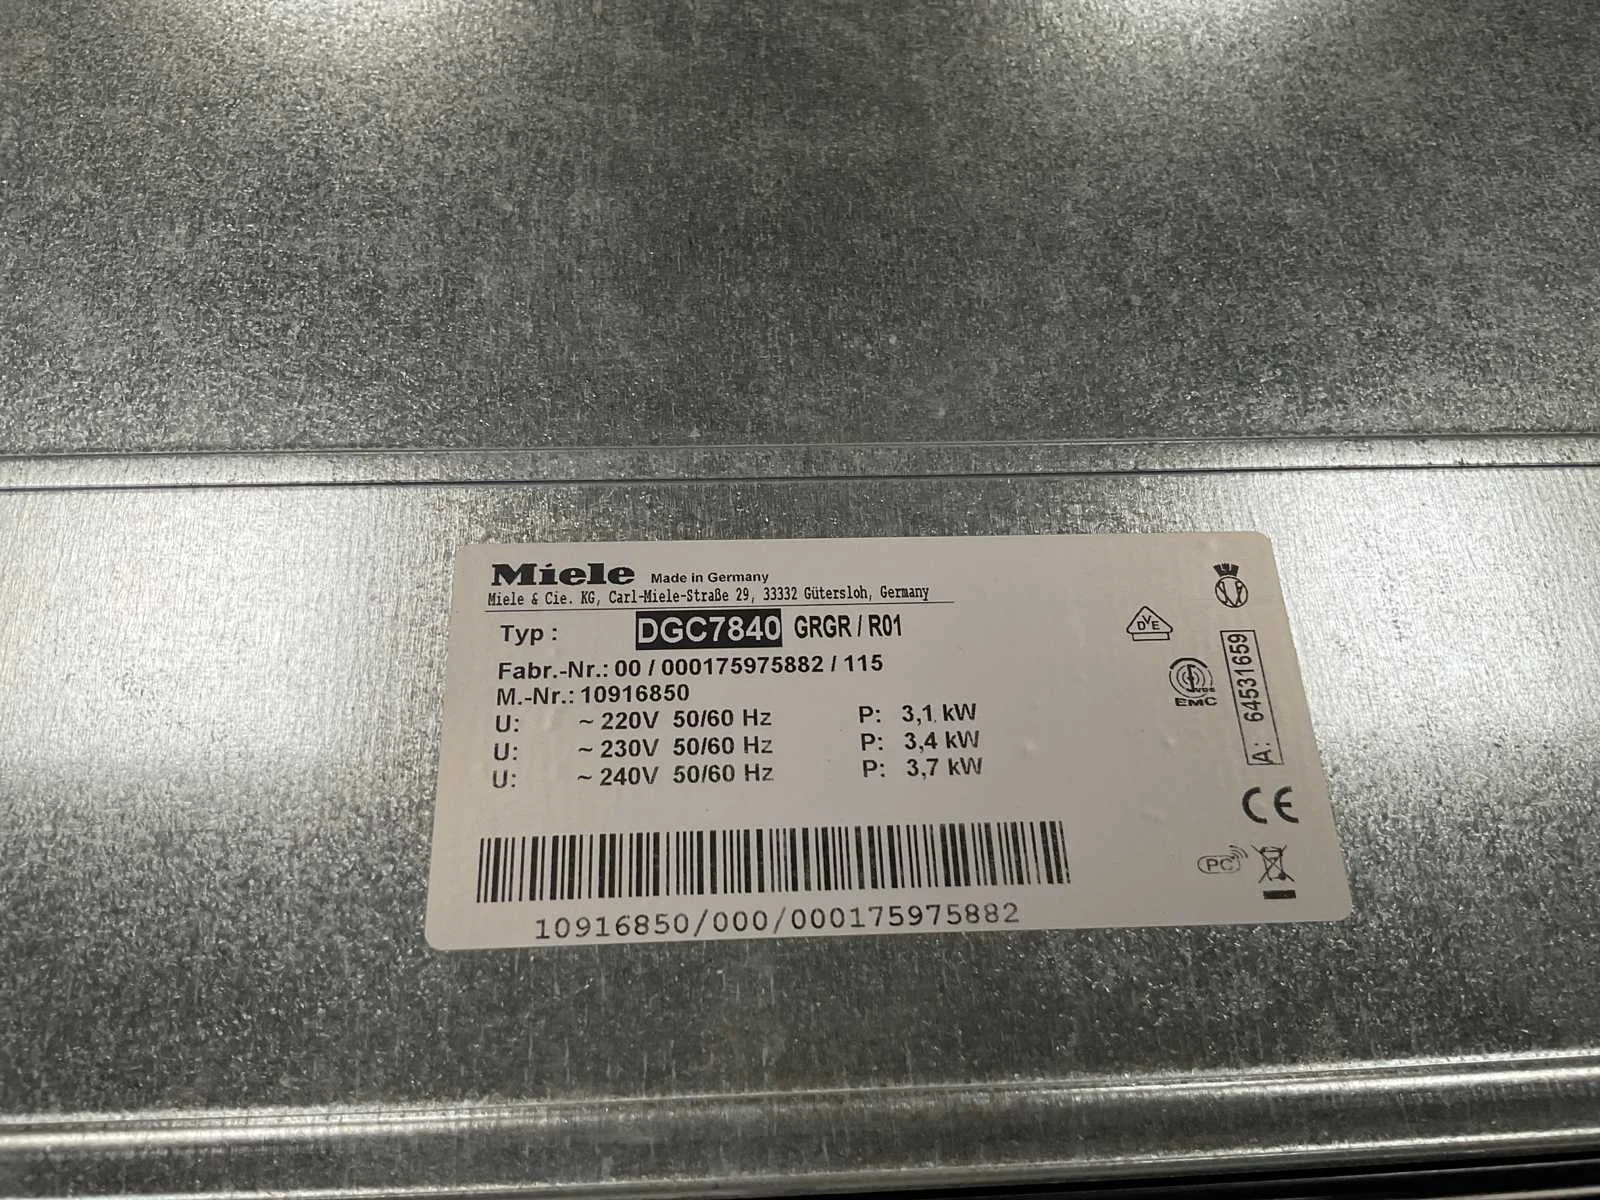 Miele Made in Germany
Miele & Cie. KG, Carl-Miele-Straße 29, 33332 Gütersloh, Germany
Typ : DGC7840 GRGR / R01
Fabr.-Nr.: 00 / 000175975882 / 115
M.-Nr.: 10916850
U: ~ 220V 50/60 Hz P: 3,1 kW
U: ~ 230V 50/60 Hz P: 3,4 kW
U: ~ 240V 50/60 Hz P: 3,7 kW
10916850/000/000175975882
DVE
EMC
A: 64531659
CE
PC